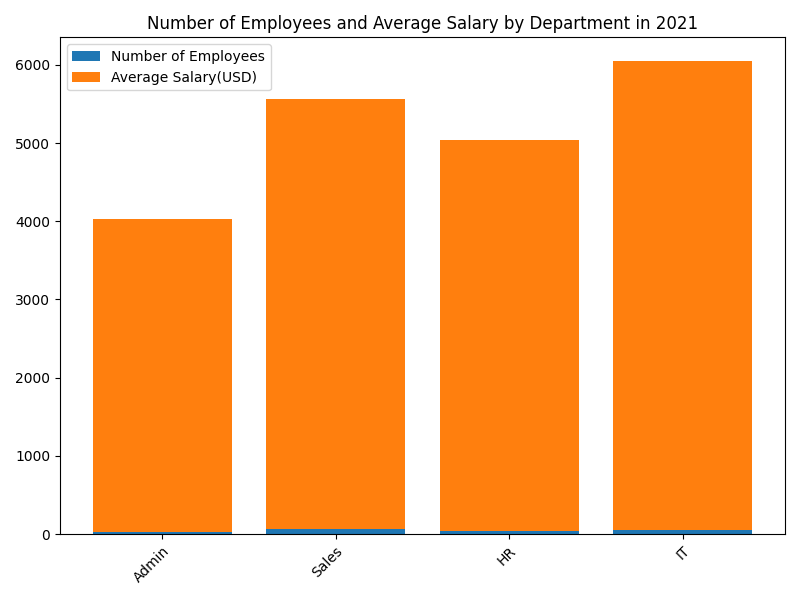 Number of Employees and Average Salary by Department in 2021
Number of Employees
Average Salary(USD)
6000
5000
4000
3000
2000
1000
0
Admin
Sales
HR
IT